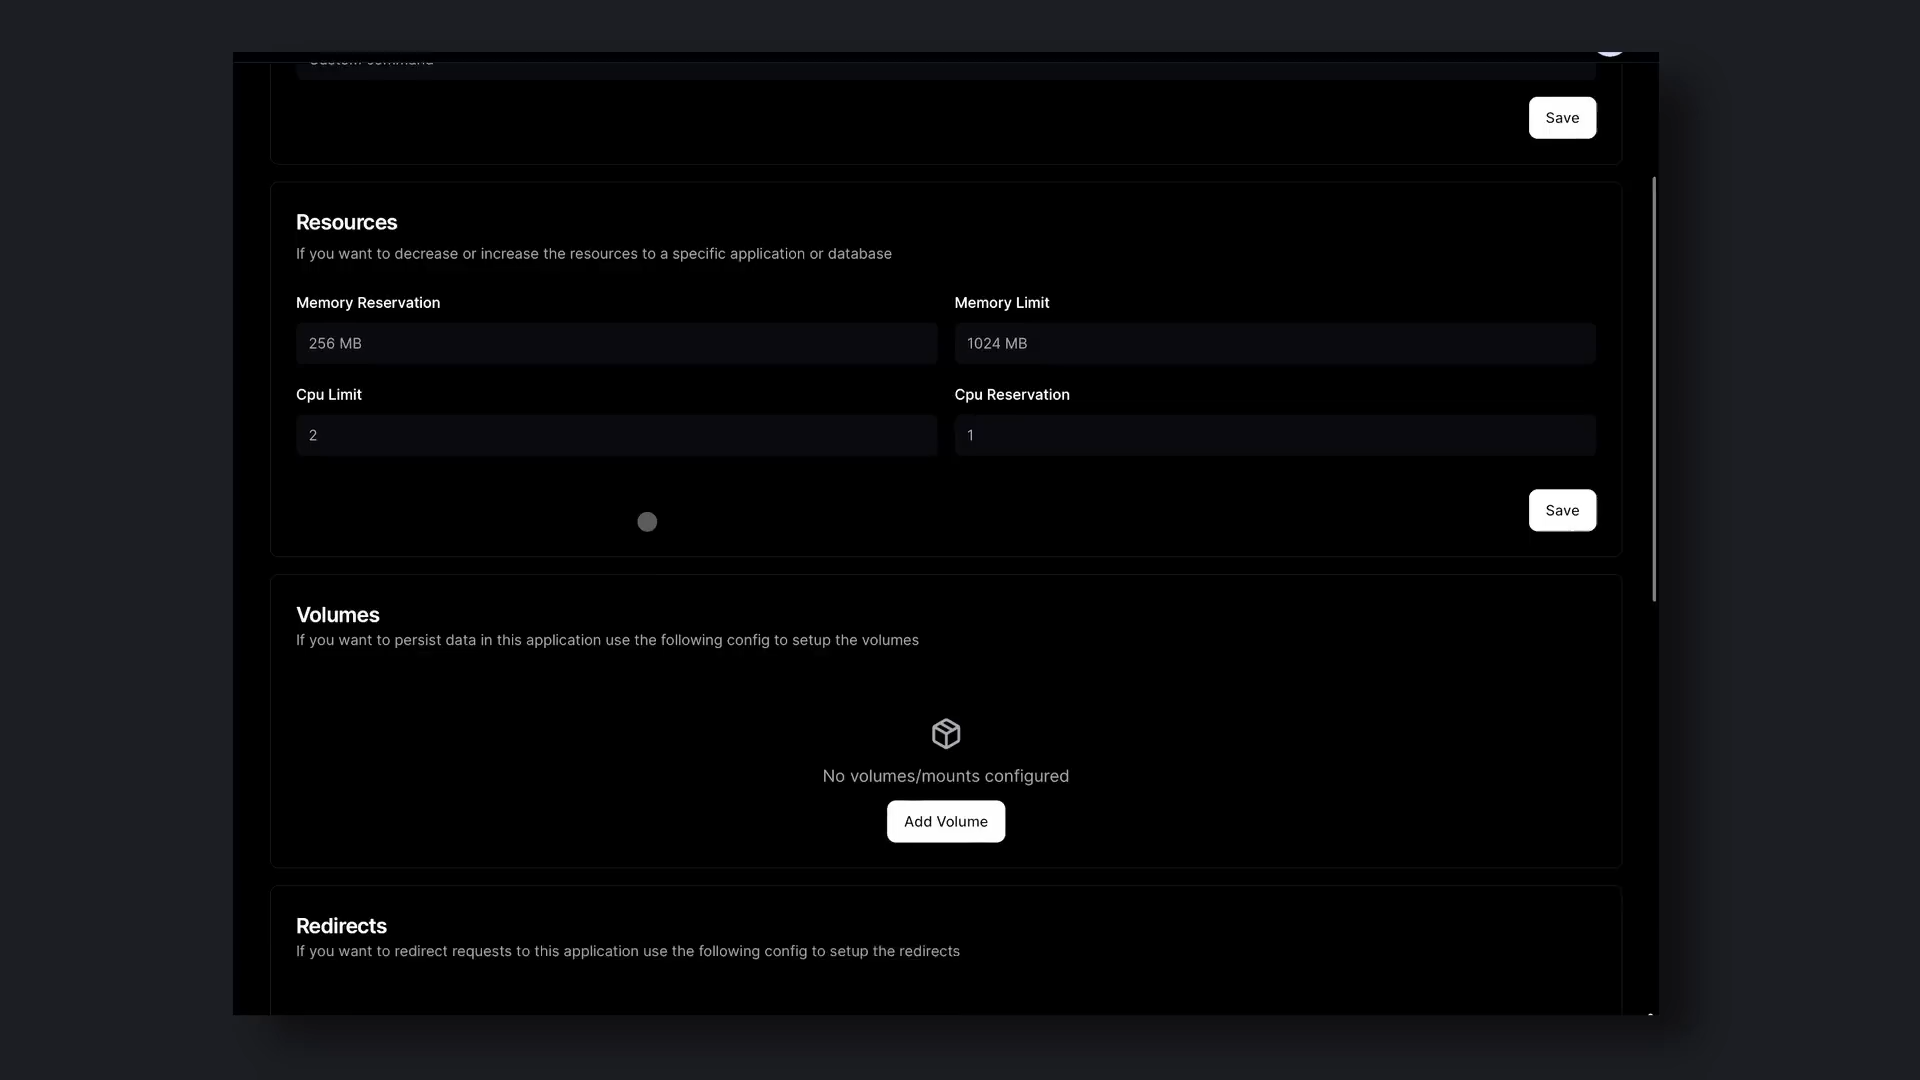 Custom command
Save
Resources
If you want to decrease or increase the resources to a specific application or database
Memory Reservation
Memory Limit
256 MB
1024 MB
Cpu Limit
Cpu Reservation
2
1
Save
Volumes
If you want to persist data in this application use the following config to setup the volumes
No volumes/mounts configured
Add Volume
Redirects
If you want to redirect requests to this application use the following config to setup the redirects